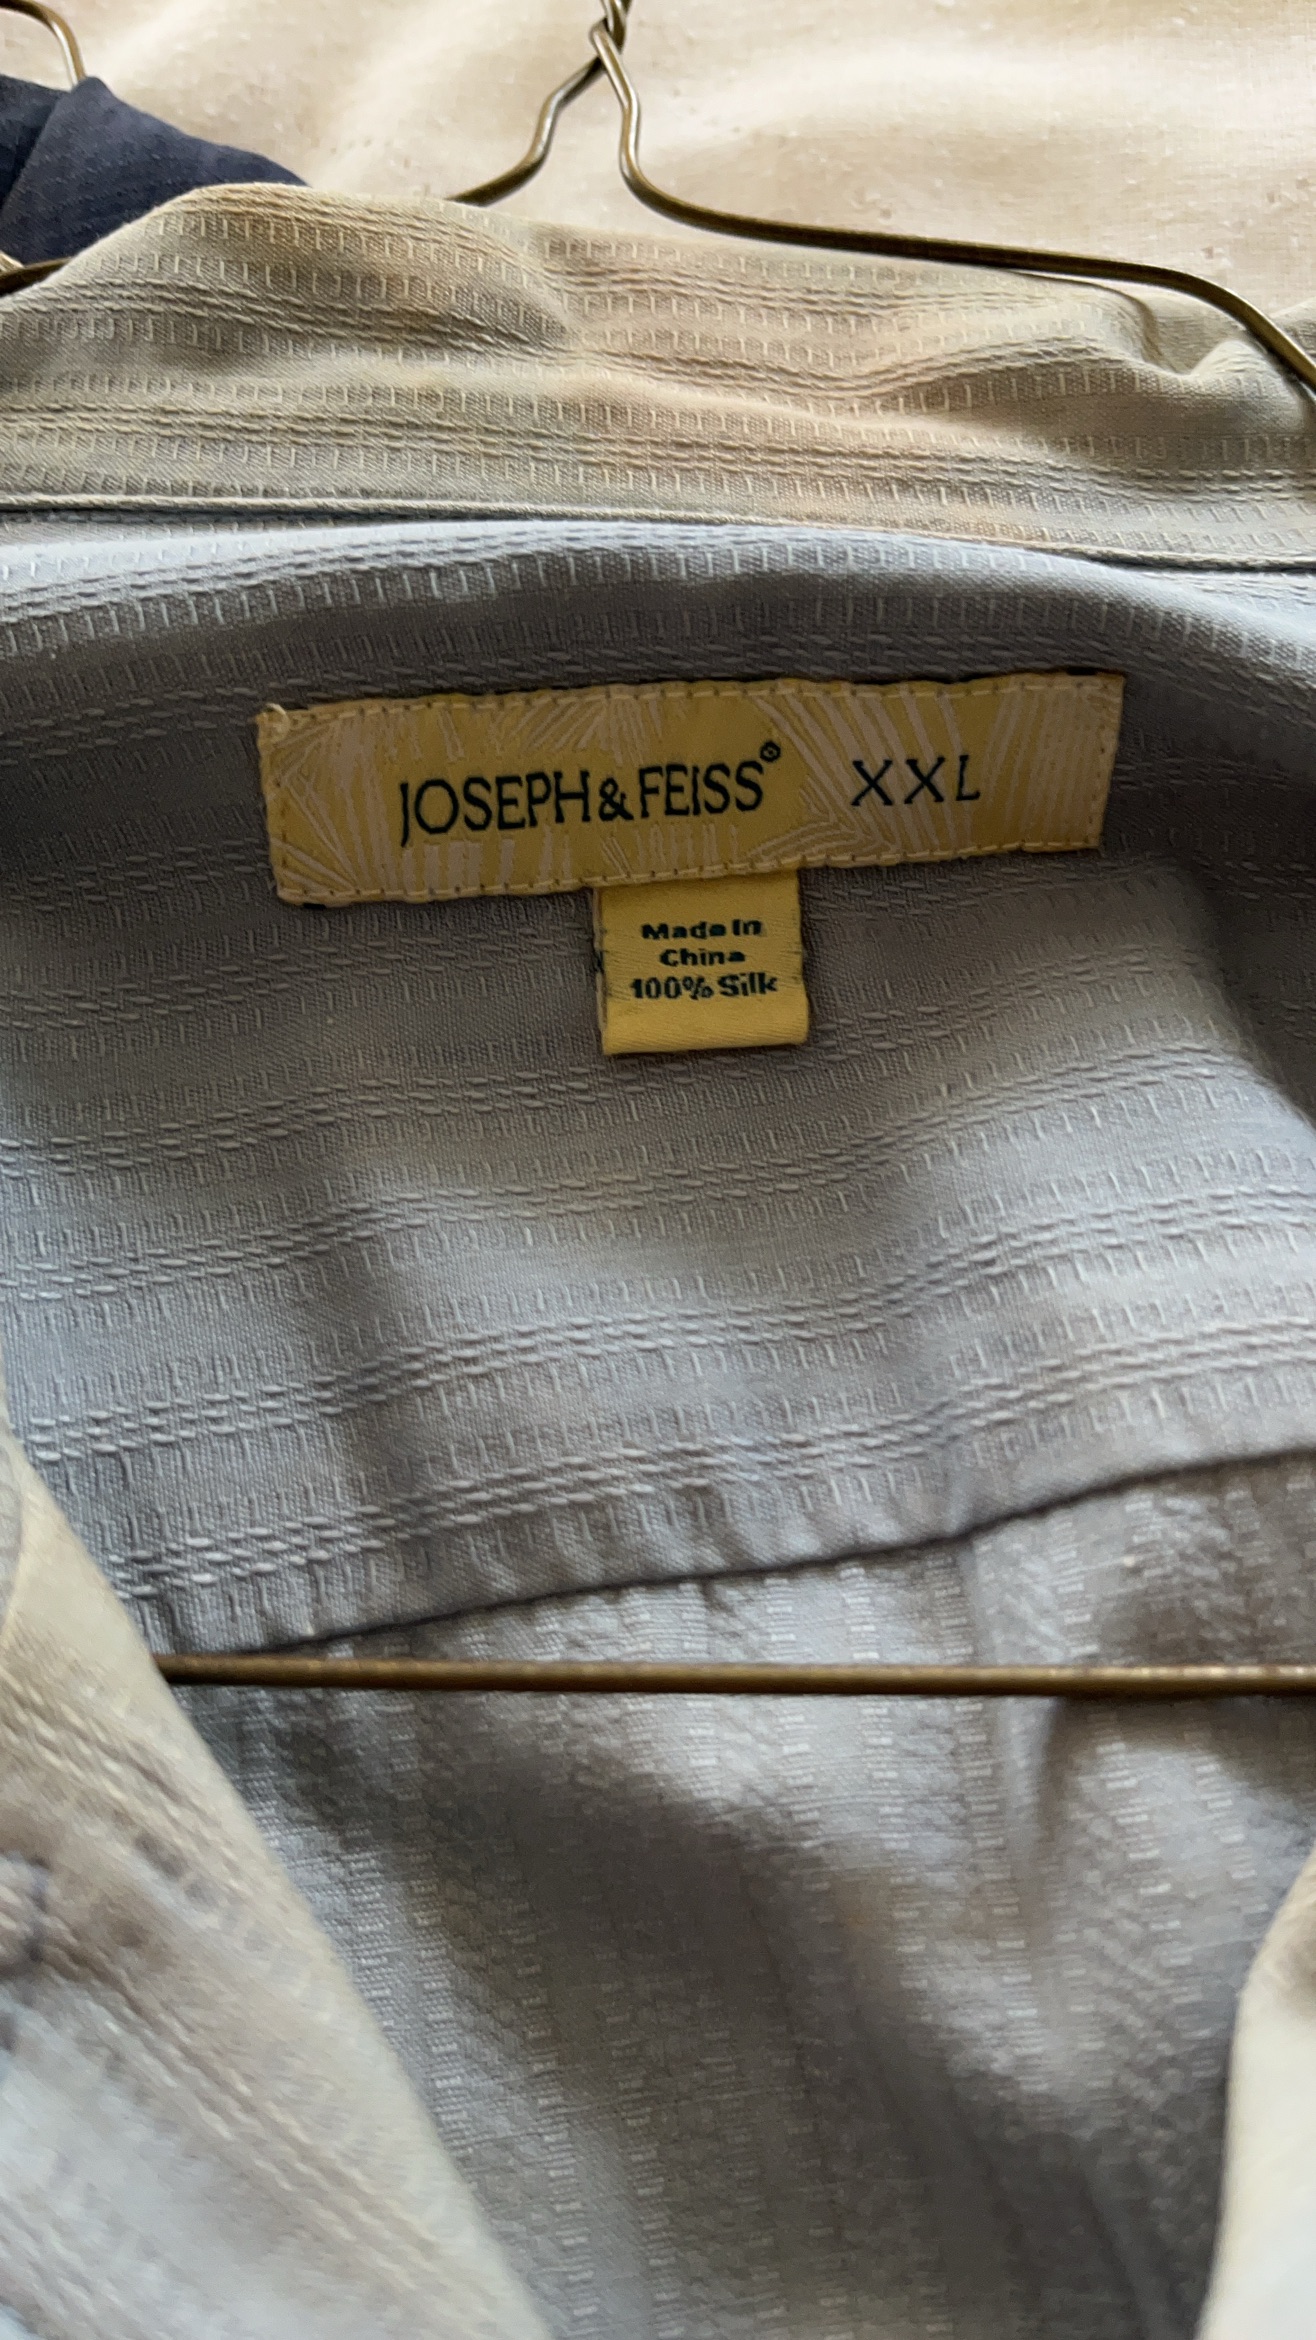 JOSEPH & FEISS® XXL
Made In
China
100% Silk